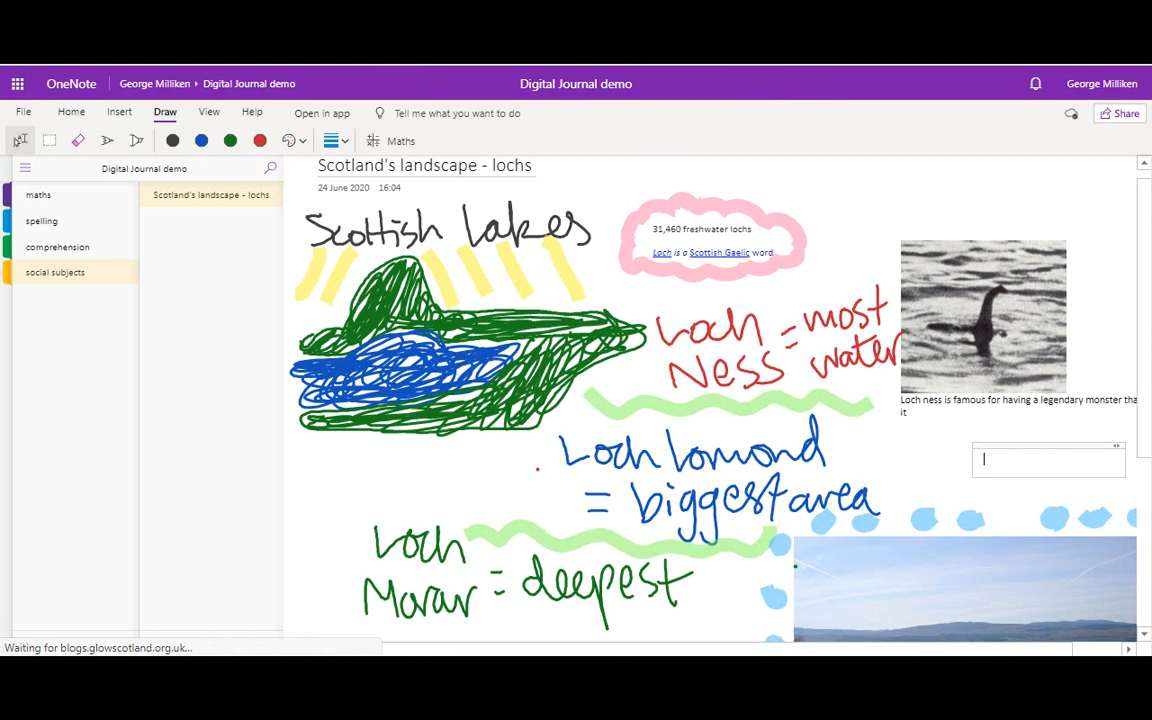 OneNote
George Milliken › Digital Journal demo
Digital Journal demo
George Milliken
File
Home
Insert
Draw
View
Help
Open in app
Tell me what you want to do
Share
Maths
Digital Journal demo
maths
spelling
comprehension
social subjects
Scotland's landscape - lochs
Scotland's landscape - lochs
24 June 2020 16:04
Scottish Lakes
31,460 freshwater lochs
Loch is a Scottish Gaelic word
Loch Ness = most water
Loch ness is famous for having a legendary monster tha
it
Loch Lomond
= biggest area
Loch
Morar = deepest
Waiting for blogs.glowscotland.org.uk...